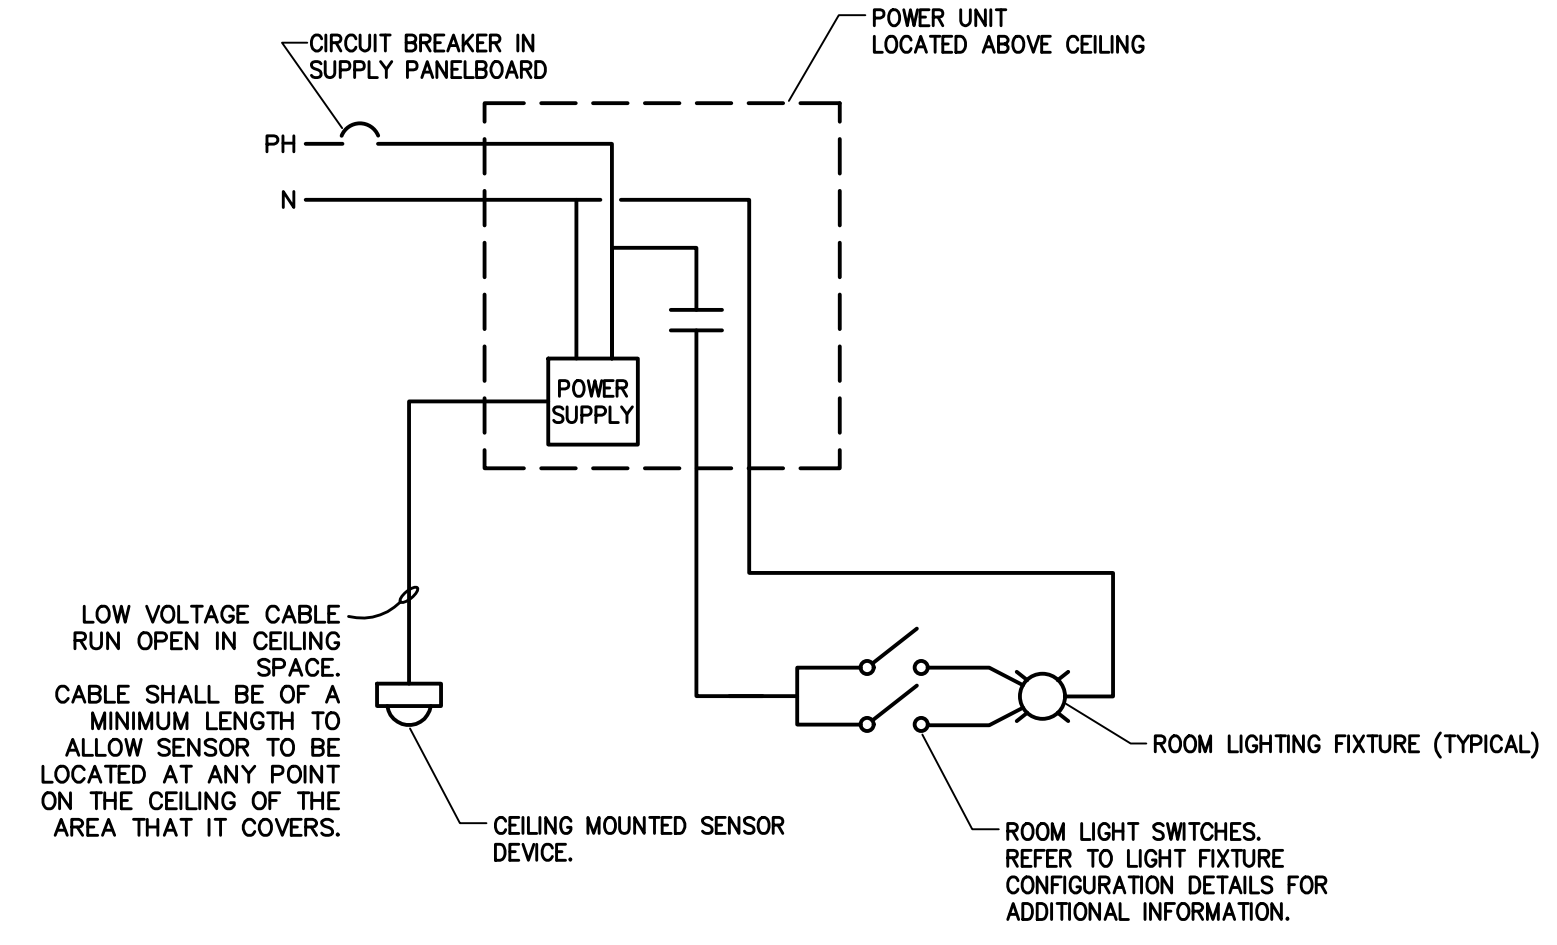 POWER UNIT
LOCATED ABOVE CEILING
CIRCUIT BREAKER IN
SUPPLY PANELBOARD
PH
N
POWER
SUPPLY
LOW VOLTAGE CABLE
RUN OPEN IN CEILING
SPACE.
CABLE SHALL BE OF A
MINIMUM LENGTH TO
ALLOW SENSOR TO BE
LOCATED AT ANY POINT
ON THE CEILING OF THE
AREA THAT IT COVERS.
CEILING MOUNTED SENSOR
DEVICE.
ROOM LIGHTING FIXTURE (TYPICAL)
ROOM LIGHT SWITCHES.
REFER TO LIGHT FIXTURE
CONFIGURATION DETAILS FOR
ADDITIONAL INFORMATION.